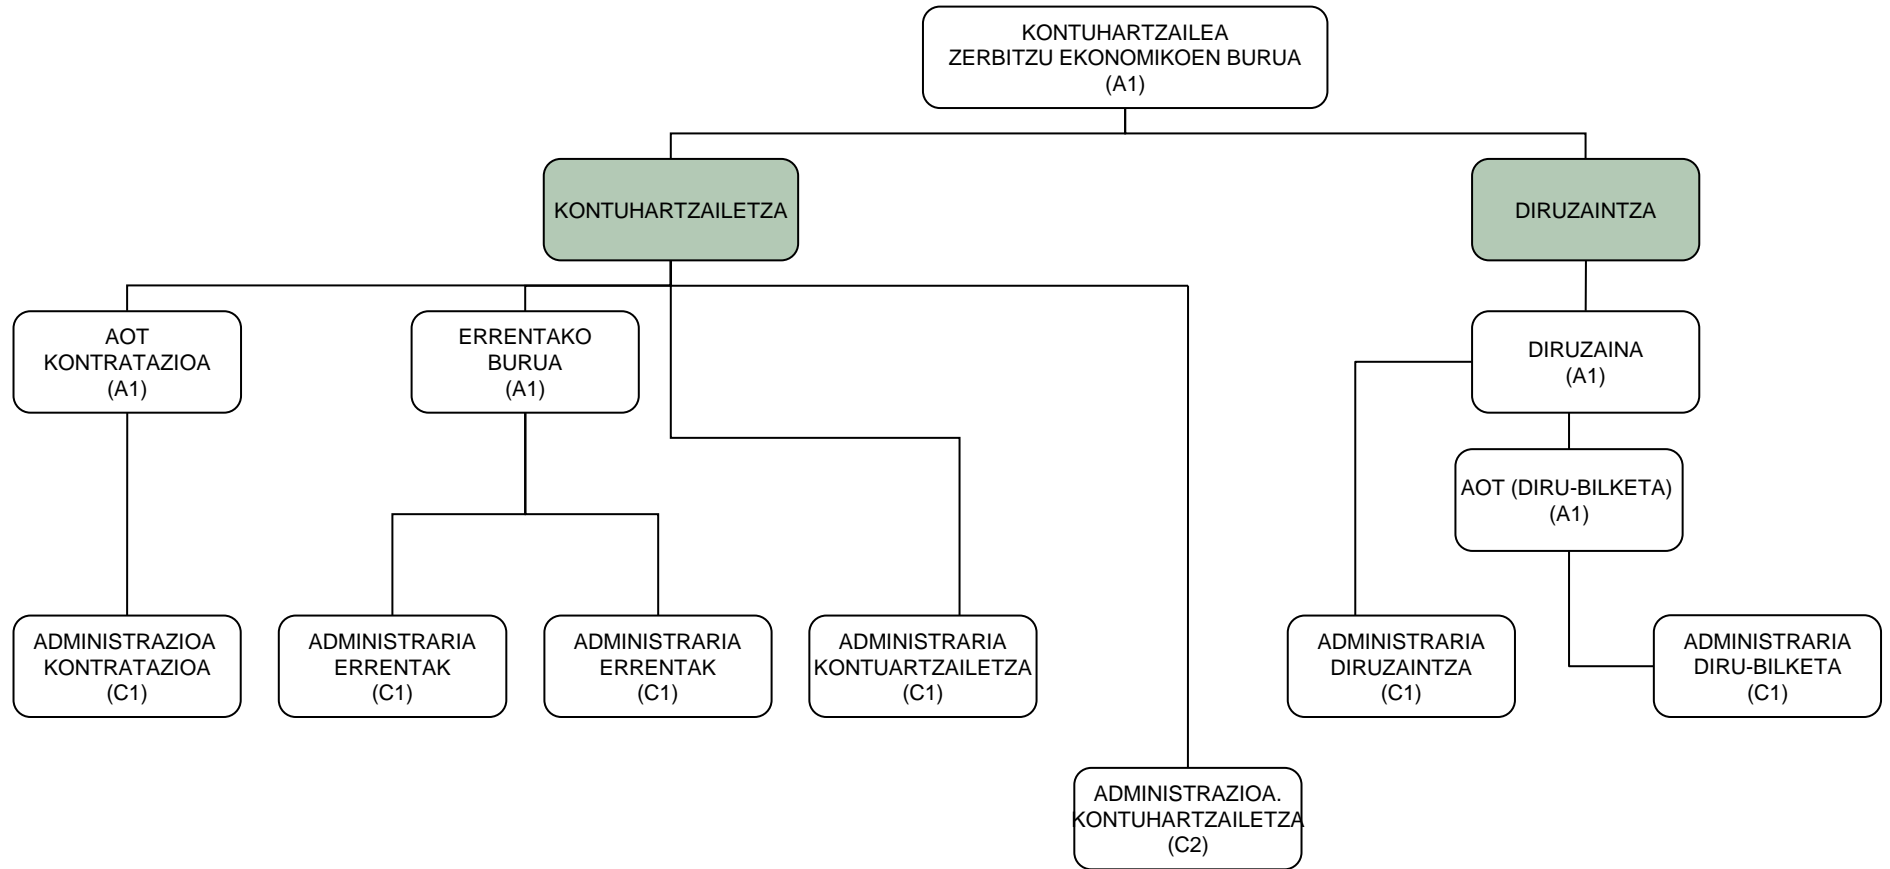 KONTUHARTZAILEA
ZERBITZU EKONOMIKOEN BURUA
(A1)
KONTUHARTZAILETZA
DIRUZAINTZA
AOT
KONTRATAZIOA
(A1)
ERRENTAKO
BURUA
(A1)
DIRUZAINA
(A1)
AOT (DIRU-BILKETA)
(A1)
ADMINISTRAZIOA
KONTRATAZIOA
(C1)
ADMINISTRARIA
ERRENTAK
(C1)
ADMINISTRARIA
ERRENTAK
(C1)
ADMINISTRARIA
KONTUARTZAILETZA
(C1)
ADMINISTRARIA
DIRUZAINTZA
(C1)
ADMINISTRARIA
DIRU-BILKETA
(C1)
ADMINISTRAZIOA.
KONTUHARTZAILETZA
(C2)